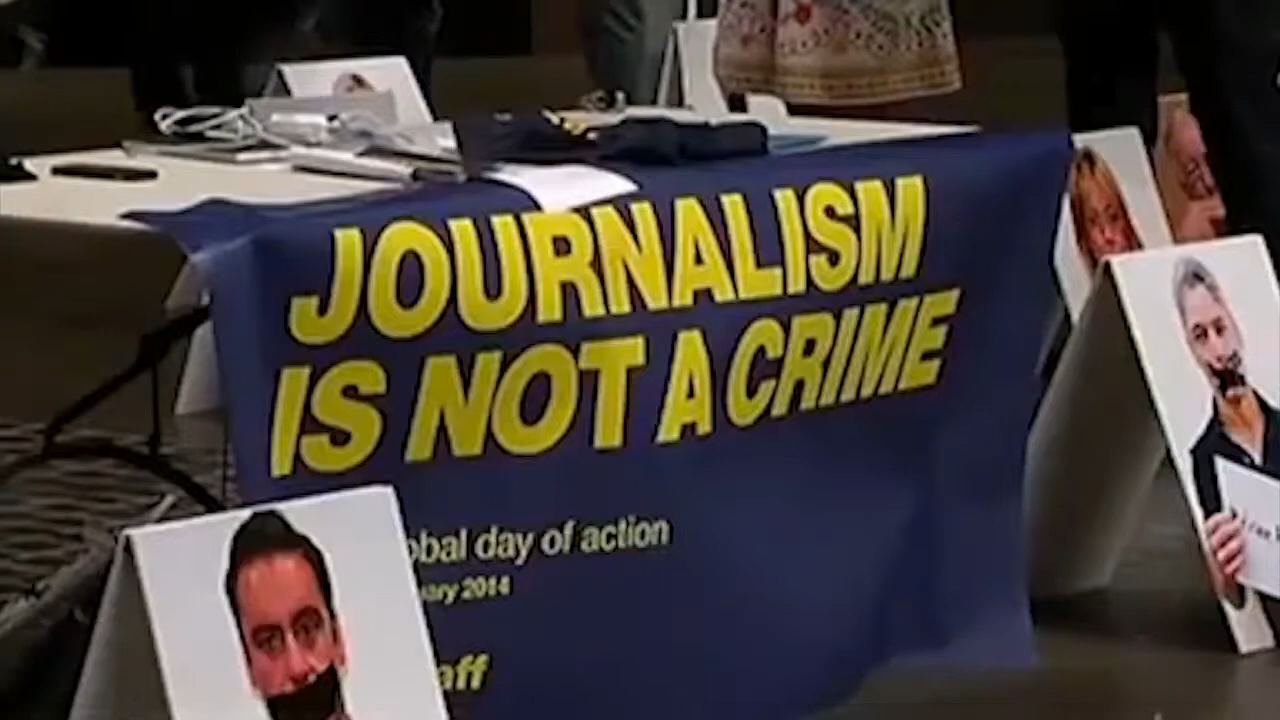 JOURNALISM
IS NOT A CRIME
obal day of action
uary 2014
aff